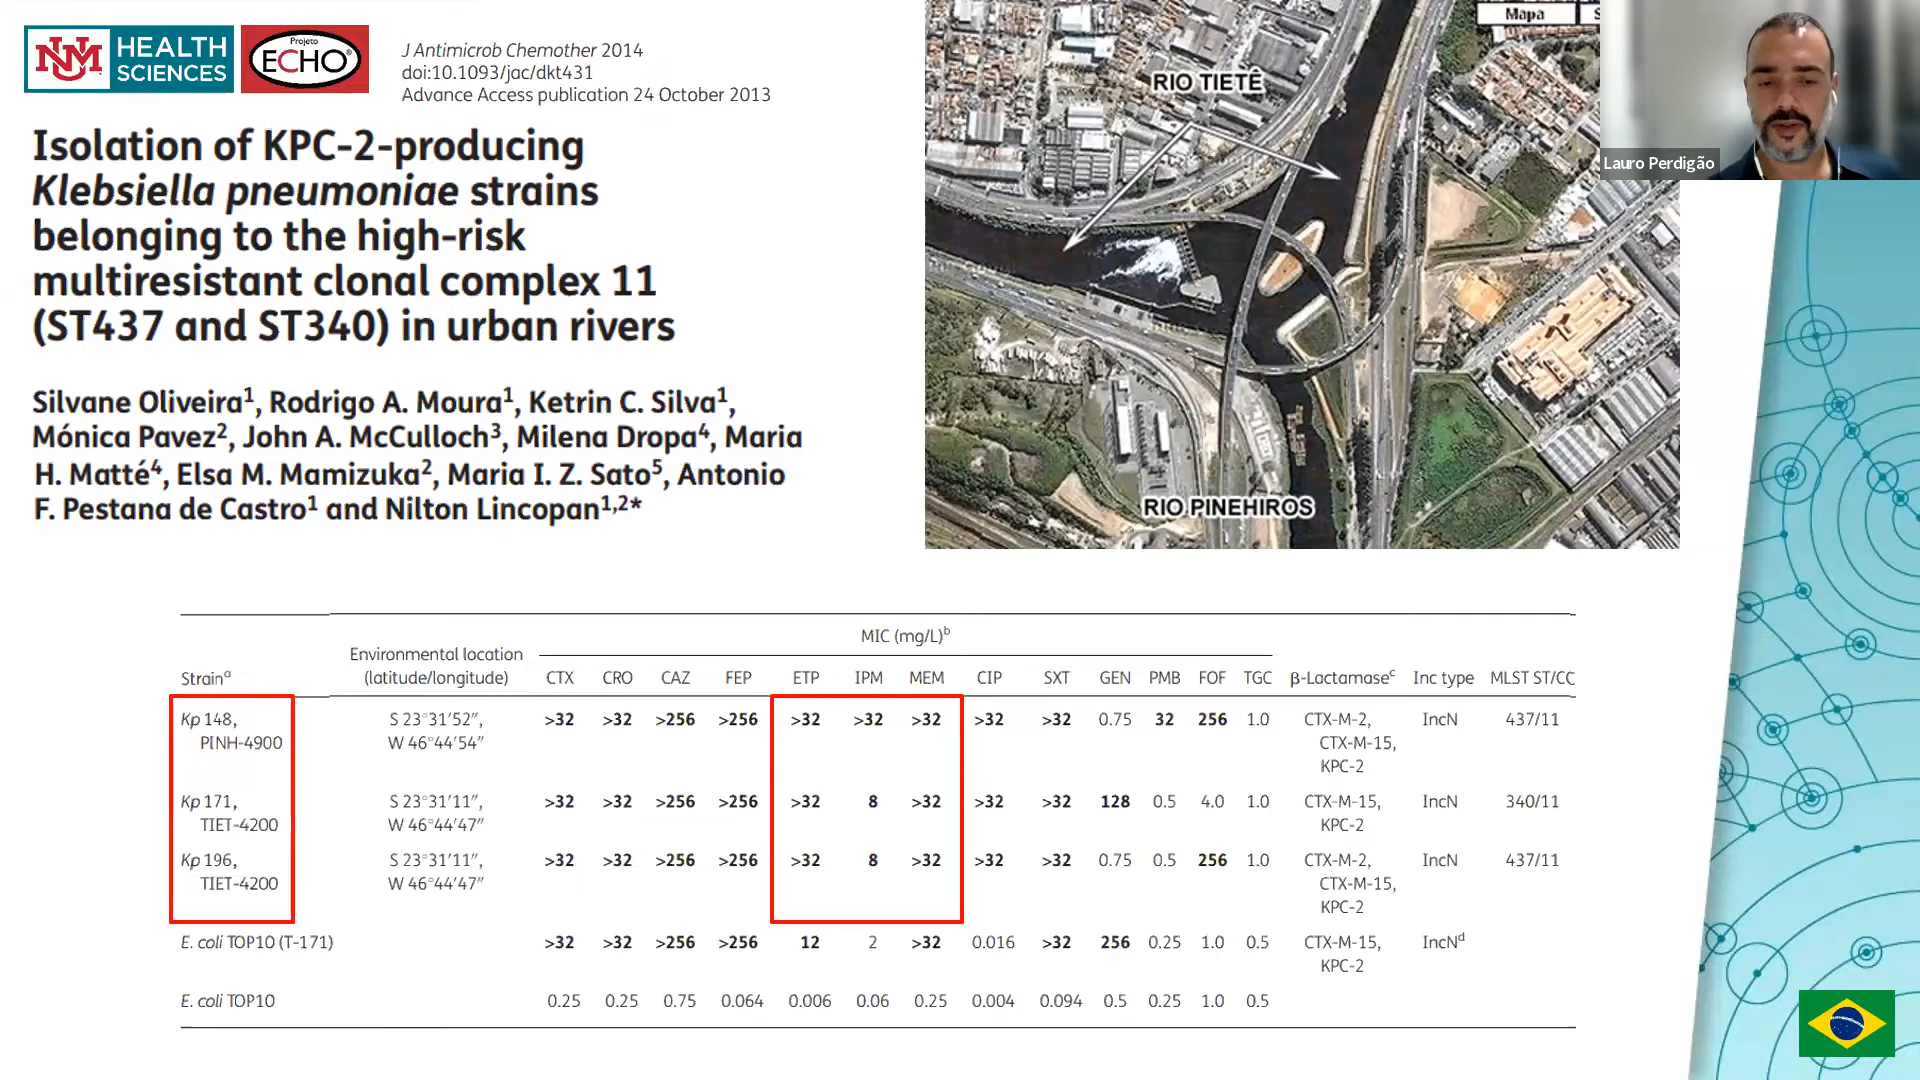 UNM HEALTH SCIENCES
Projeto ECHO®
J Antimicrob Chemother 2014
doi:10.1093/jac/dkt431
Advance Access publication 24 October 2013
Isolation of KPC-2-producing
Klebsiella pneumoniae strains
belonging to the high-risk
multiresistant clonal complex 11
(ST437 and ST340) in urban rivers
Silvane Oliveira1, Rodrigo A. Moura1, Ketrin C. Silva1,
Mónica Pavez2, John A. McCulloch3, Milena Dropa4, Maria
H. Matté4, Elsa M. Mamizuka2, Maria I. Z. Sato5, Antonio
F. Pestana de Castro1 and Nilton Lincopan1,2*
Mapa
RIO TIETÊ
RIO PINEHIROS
Lauro Perdigão
MIC (mg/L)b
Straina Environmental location (latitude/longitude) CTX CRO CAZ FEP ETP IPM MEM CIP SXT GEN PMB FOF TGC β-Lactamasec Inc type MLST ST/CC
Kp 148, S 23°31′52″, >32 >32 >256 >256 >32 >32 >32 >32 >32 0.75 32 256 1.0 CTX-M-2, IncN 437/11
PINH-4900 W 46°44′54″ CTX-M-15,
KPC-2
Kp 171, S 23°31′11″, >32 >32 >256 >256 >32 8 >32 >32 >32 128 0.5 4.0 1.0 CTX-M-15, IncN 340/11
TIET-4200 W 46°44′47″ KPC-2
Kp 196, S 23°31′11″, >32 >32 >256 >256 >32 8 >32 >32 >32 0.75 0.5 256 1.0 CTX-M-2, IncN 437/11
TIET-4200 W 46°44′47″ CTX-M-15,
KPC-2
E. coli TOP10 (T-171) >32 >32 >256 >256 12 2 >32 0.016 >32 256 0.25 1.0 0.5 CTX-M-15, IncNd
KPC-2
E. coli TOP10 0.25 0.25 0.75 0.064 0.006 0.06 0.25 0.004 0.094 0.5 0.25 1.0 0.5